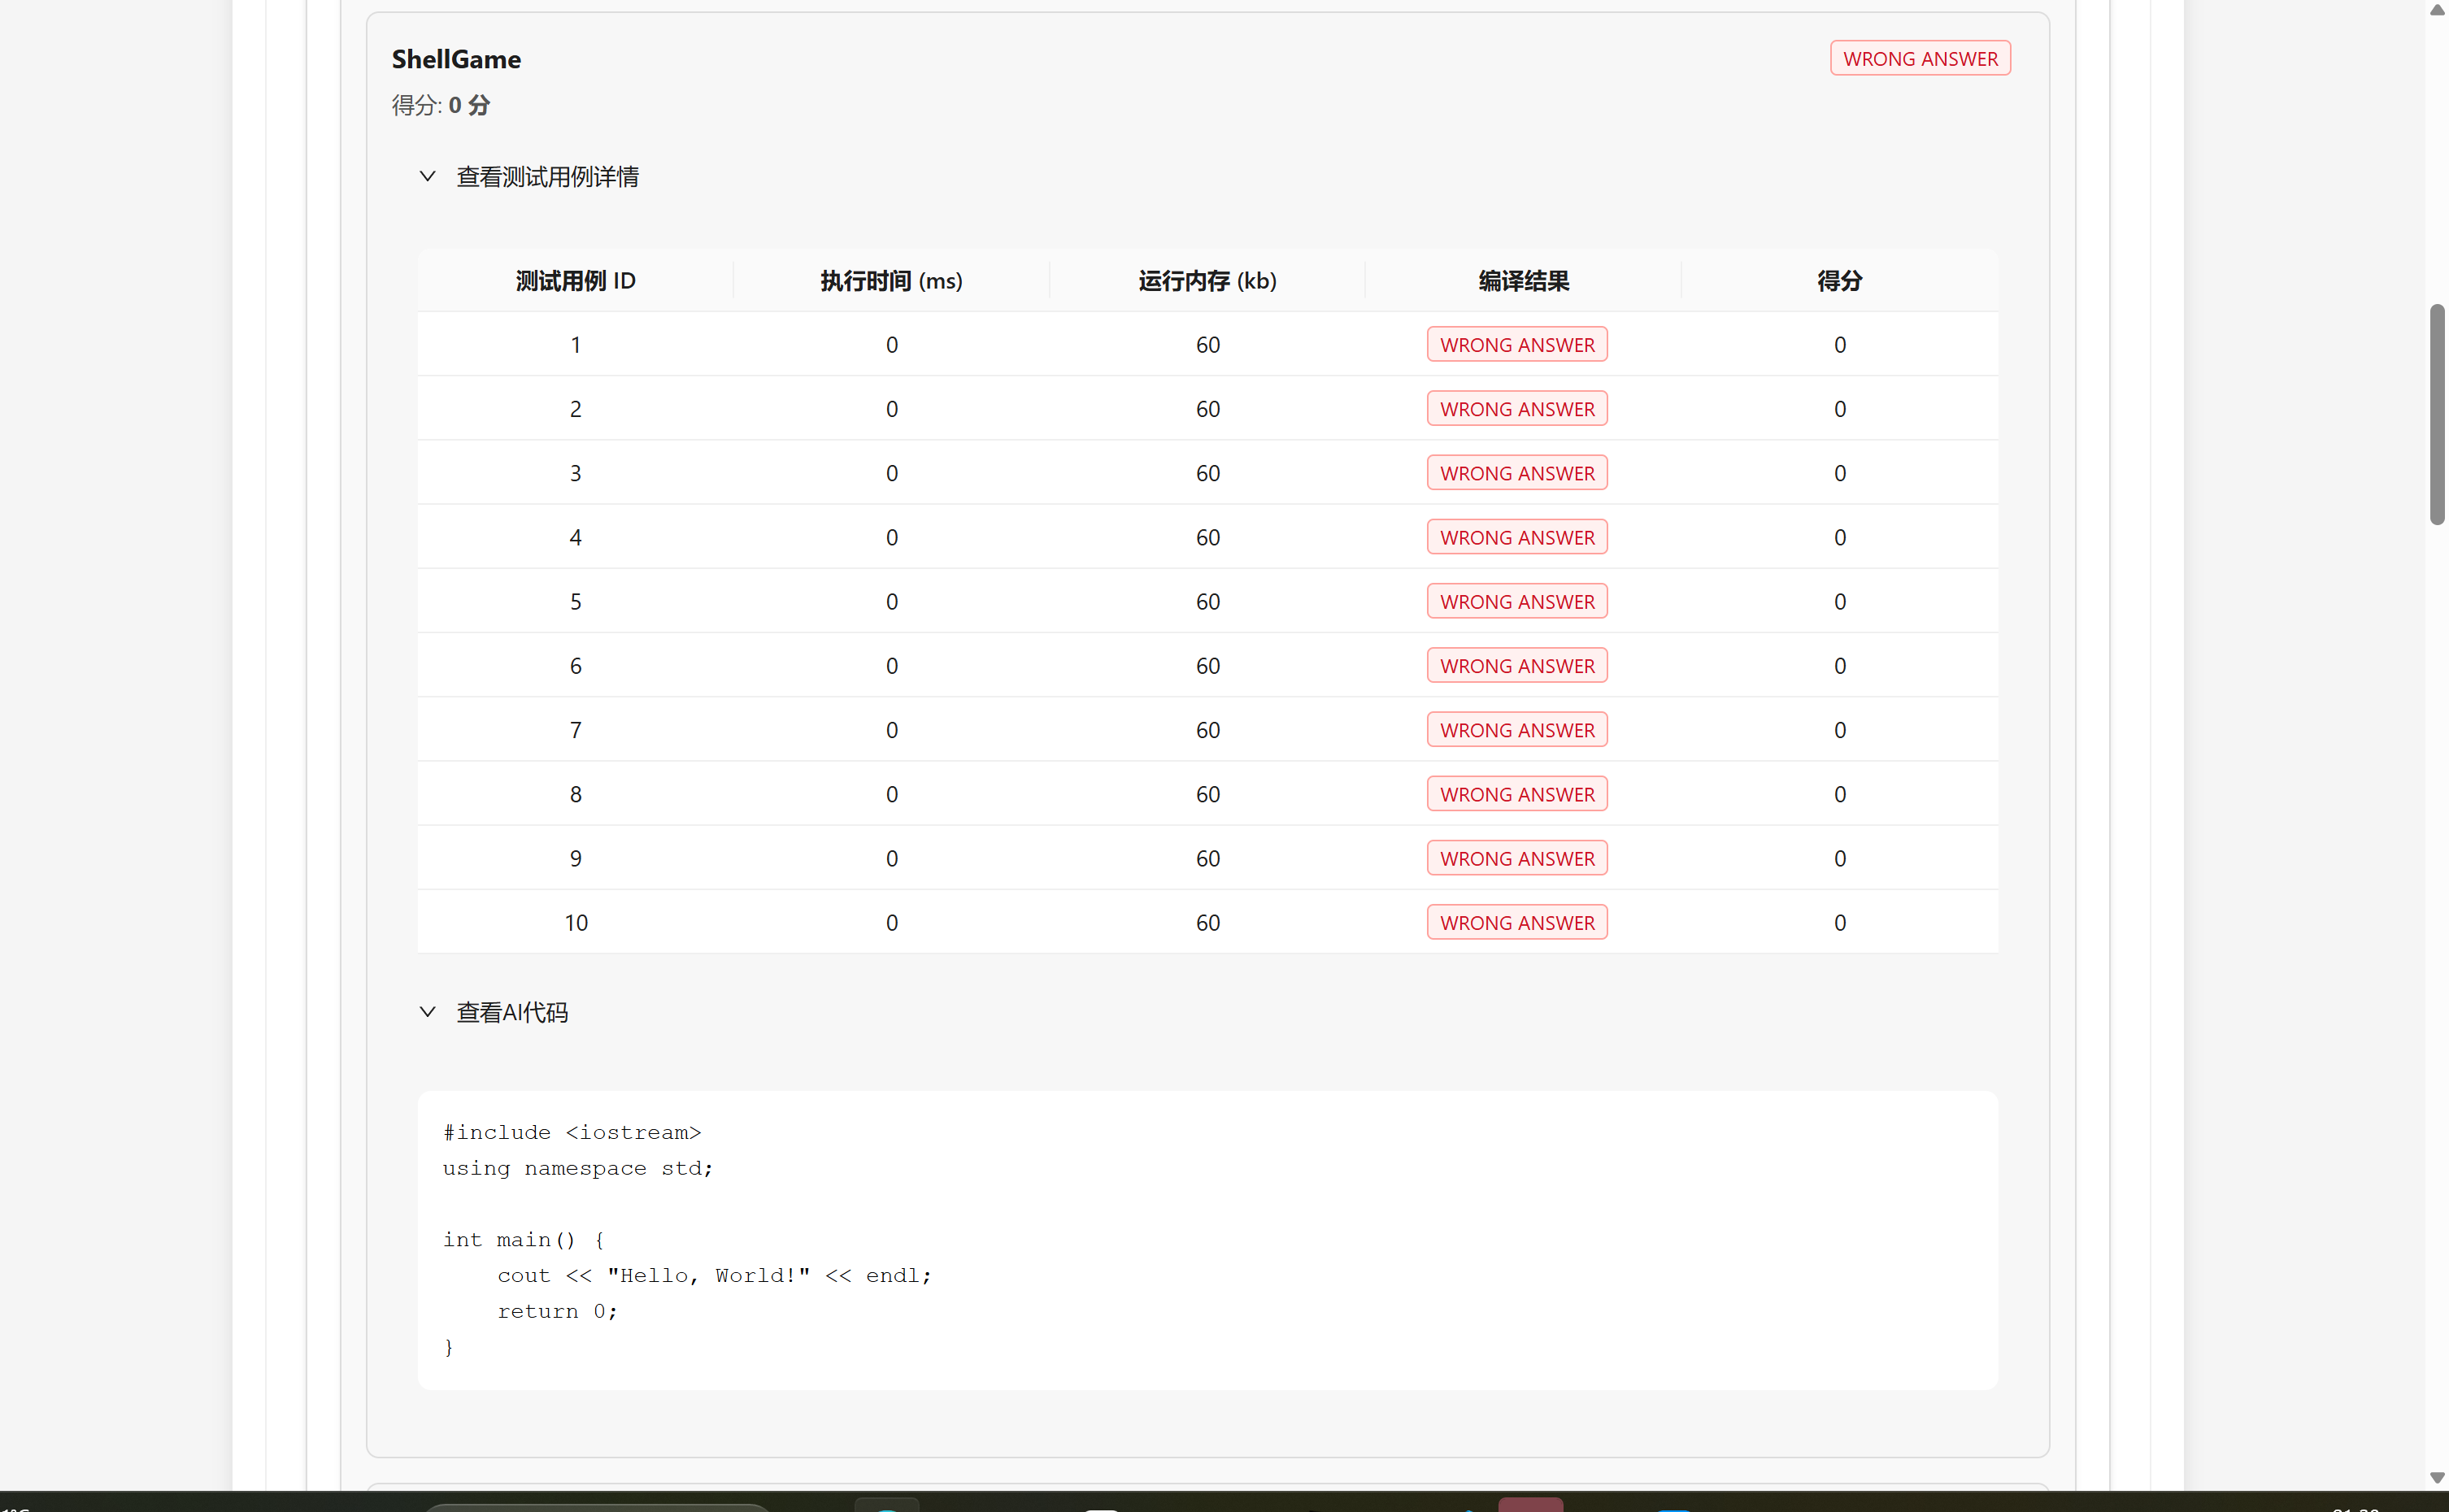 ShellGame
WRONG ANSWER
得分: 0 分
查看测试用例详情
测试用例 ID 执行时间 (ms) 运行内存 (kb) 编译结果 得分
1 0 60 WRONG ANSWER 0
2 0 60 WRONG ANSWER 0
3 0 60 WRONG ANSWER 0
4 0 60 WRONG ANSWER 0
5 0 60 WRONG ANSWER 0
6 0 60 WRONG ANSWER 0
7 0 60 WRONG ANSWER 0
8 0 60 WRONG ANSWER 0
9 0 60 WRONG ANSWER 0
10 0 60 WRONG ANSWER 0
查看AI代码
#include <iostream>
using namespace std;
int main() {
    cout << "Hello, World!" << endl;
    return 0;
}